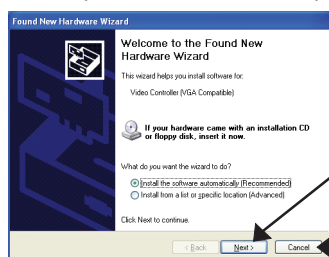 Found New Hardware Wizard
Welcome to the Found New
Hardware Wizard
This wizard helps you install software for:
Video Controller (VGA Compatible)
If your hardware came with an installation CD
or floppy disk, insert it now.
What do you want the wizard to do?
Install the software automatically (Recommended)
Install from a list or specific location (Advanced)
Click Next to continue.
< Back Next > Cancel